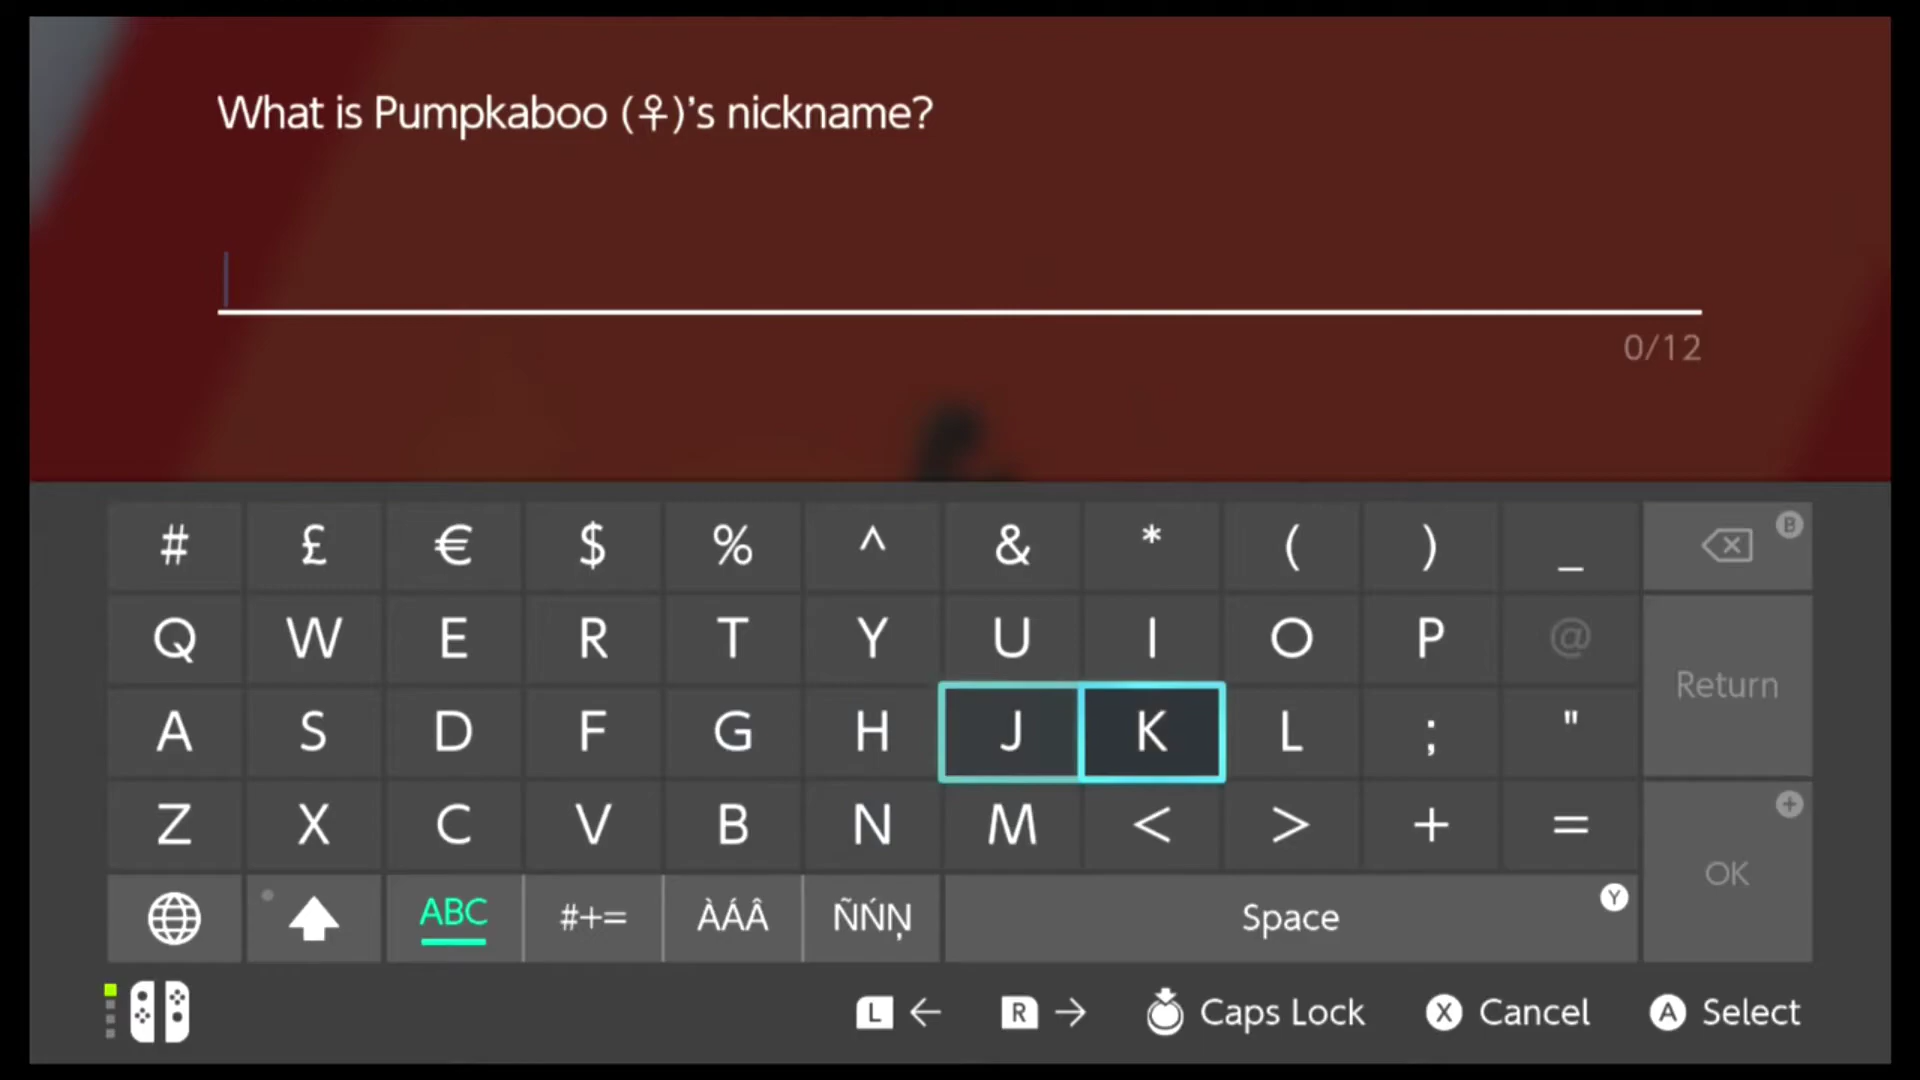 What is Pumpkaboo (♀)'s nickname?
0/12
# £ € $ % ^ & * ( ) _ B
Q W E R T Y U I O P @ Return
A S D F G H J K L ; "
Z X C V B N M < > + = + OK
ABC #+= ÀÁÂ ÑŃŅ Space Y
L ← R → Caps Lock X Cancel A Select